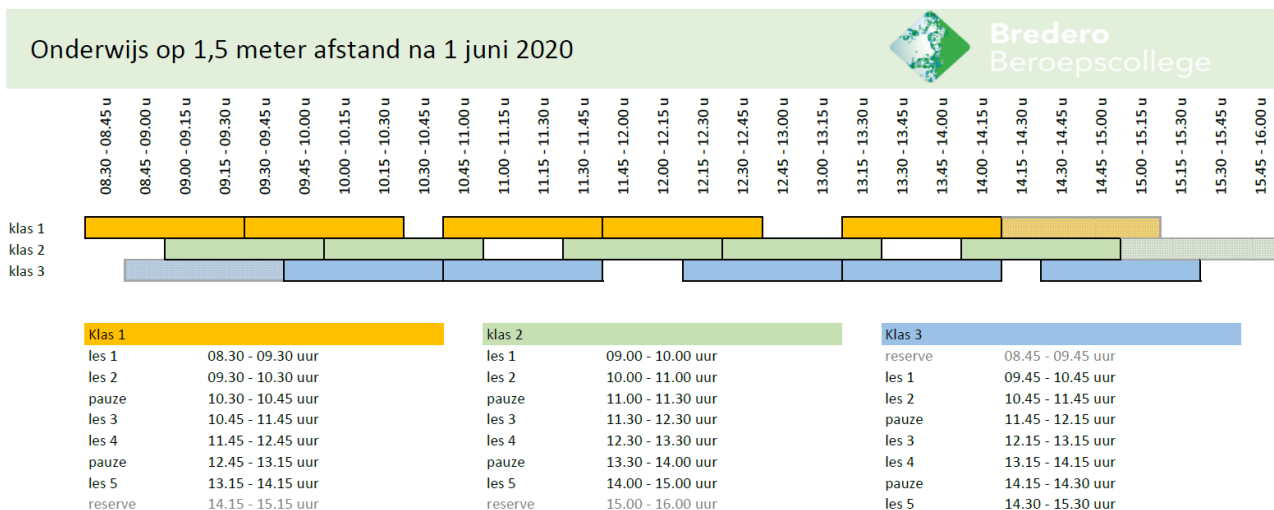 Onderwijs op 1,5 meter afstand na 1 juni 2020
Bredero
Beroepscollege
08.30 - 08.45 u
08.45 - 09.00 u
09.00 - 09.15 u
09.15 - 09.30 u
09.30 - 09.45 u
09.45 - 10.00 u
10.00 - 10.15 u
10.15 - 10.30 u
10.30 - 10.45 u
10.45 - 11.00 u
11.00 - 11.15 u
11.15 - 11.30 u
11.30 - 11.45 u
11.45 - 12.00 u
12.00 - 12.15 u
12.15 - 12.30 u
12.30 - 12.45 u
12.45 - 13.00 u
13.00 - 13.15 u
13.15 - 13.30 u
13.30 - 13.45 u
13.45 - 14.00 u
14.00 - 14.15 u
14.15 - 14.30 u
14.30 - 14.45 u
14.45 - 15.00 u
15.00 - 15.15 u
15.15 - 15.30 u
15.30 - 15.45 u
15.45 - 16.00 u
klas 1
klas 2
klas 3
Klas 1
les 1 08.30 - 09.30 uur
les 2 09.30 - 10.30 uur
pauze 10.30 - 10.45 uur
les 3 10.45 - 11.45 uur
les 4 11.45 - 12.45 uur
pauze 12.45 - 13.15 uur
les 5 13.15 - 14.15 uur
reserve 14.15 - 15.15 uur
klas 2
les 1 09.00 - 10.00 uur
les 2 10.00 - 11.00 uur
pauze 11.00 - 11.30 uur
les 3 11.30 - 12.30 uur
les 4 12.30 - 13.30 uur
pauze 13.30 - 14.00 uur
les 5 14.00 - 15.00 uur
reserve 15.00 - 16.00 uur
Klas 3
reserve 08.45 - 09.45 uur
les 1 09.45 - 10.45 uur
les 2 10.45 - 11.45 uur
pauze 11.45 - 12.15 uur
les 3 12.15 - 13.15 uur
les 4 13.15 - 14.15 uur
pauze 14.15 - 14.30 uur
les 5 14.30 - 15.30 uur